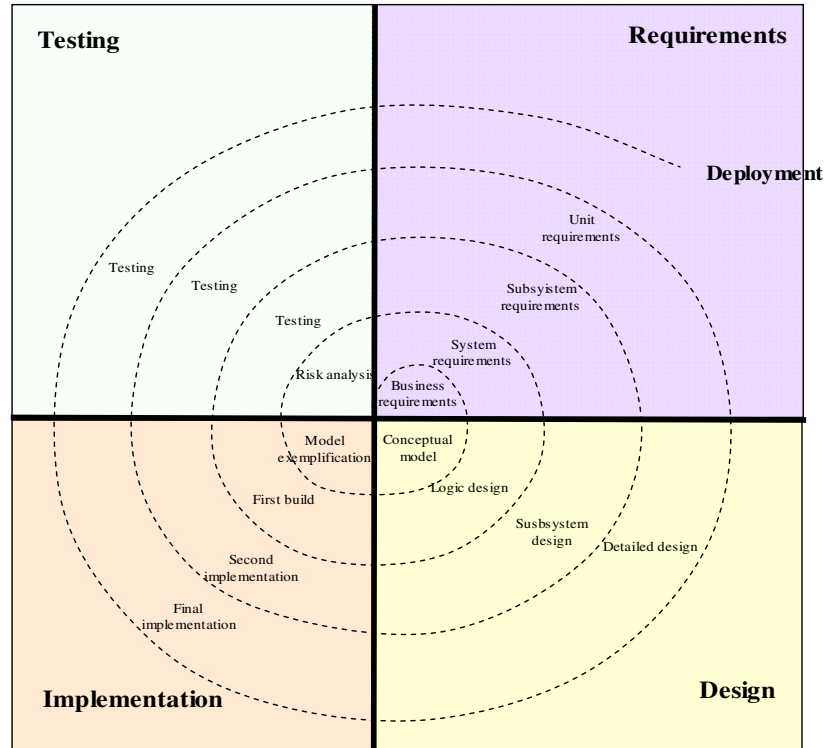 Testing
Requirements
Deployment
Unit
requirements
Testing
Testing
Subsyistem
requirements
Testing
System
requirements
Risk analysis
Business
requirements
Model
exemplification
Conceptual
model
First build
Logic design
Susbsystem
design
Detailed design
Second
implementation
Final
implementation
Implementation
Design